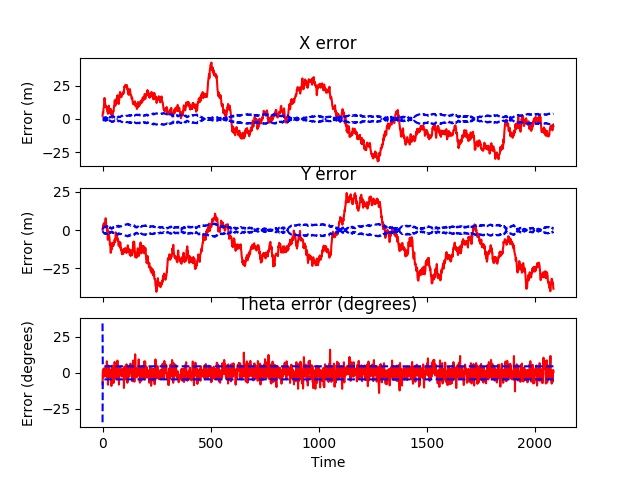 X error
Error (m)
25
0
−25
Y error
Error (m)
25
0
−25
Theta error (degrees)
Error (degrees)
25
0
−25
0 500 1000 1500 2000
Time